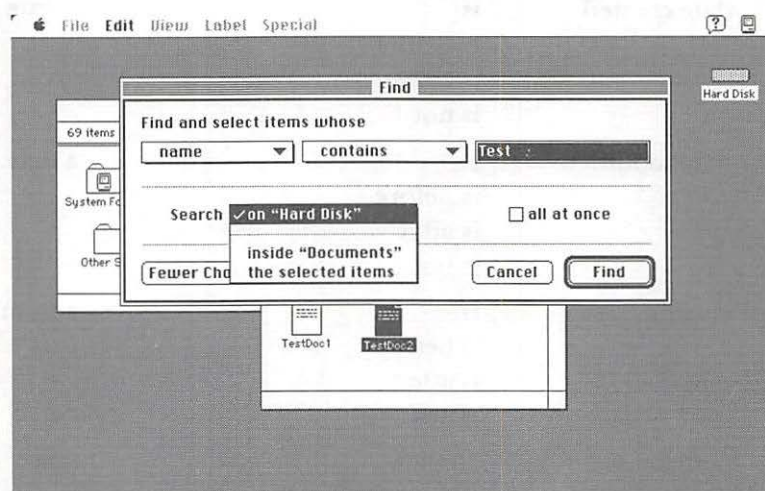 File Edit View Label Special
Find
Hard Disk
69 items
Find and select items whose
name contains Test
System Fo
Search ✓on “Hard Disk” all at once
inside “Documents”
the selected items
Other S
Fewer Cho Cancel Find
TestDoc1 TestDoc2